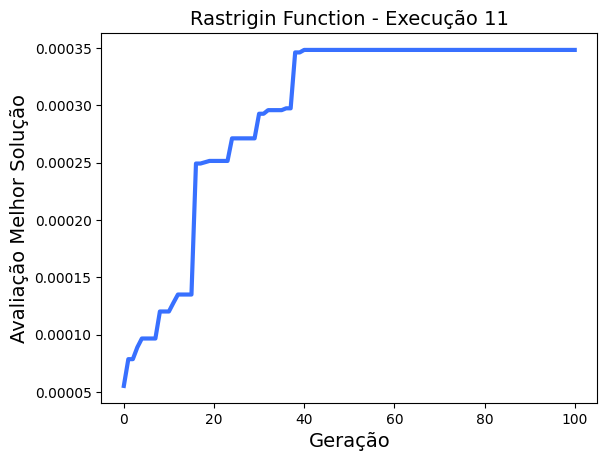 Rastrigin Function - Execução 11
Avaliação Melhor Solução
0.00035
0.00030
0.00025
0.00020
0.00015
0.00010
0.00005
0 20 40 60 80 100
Geração